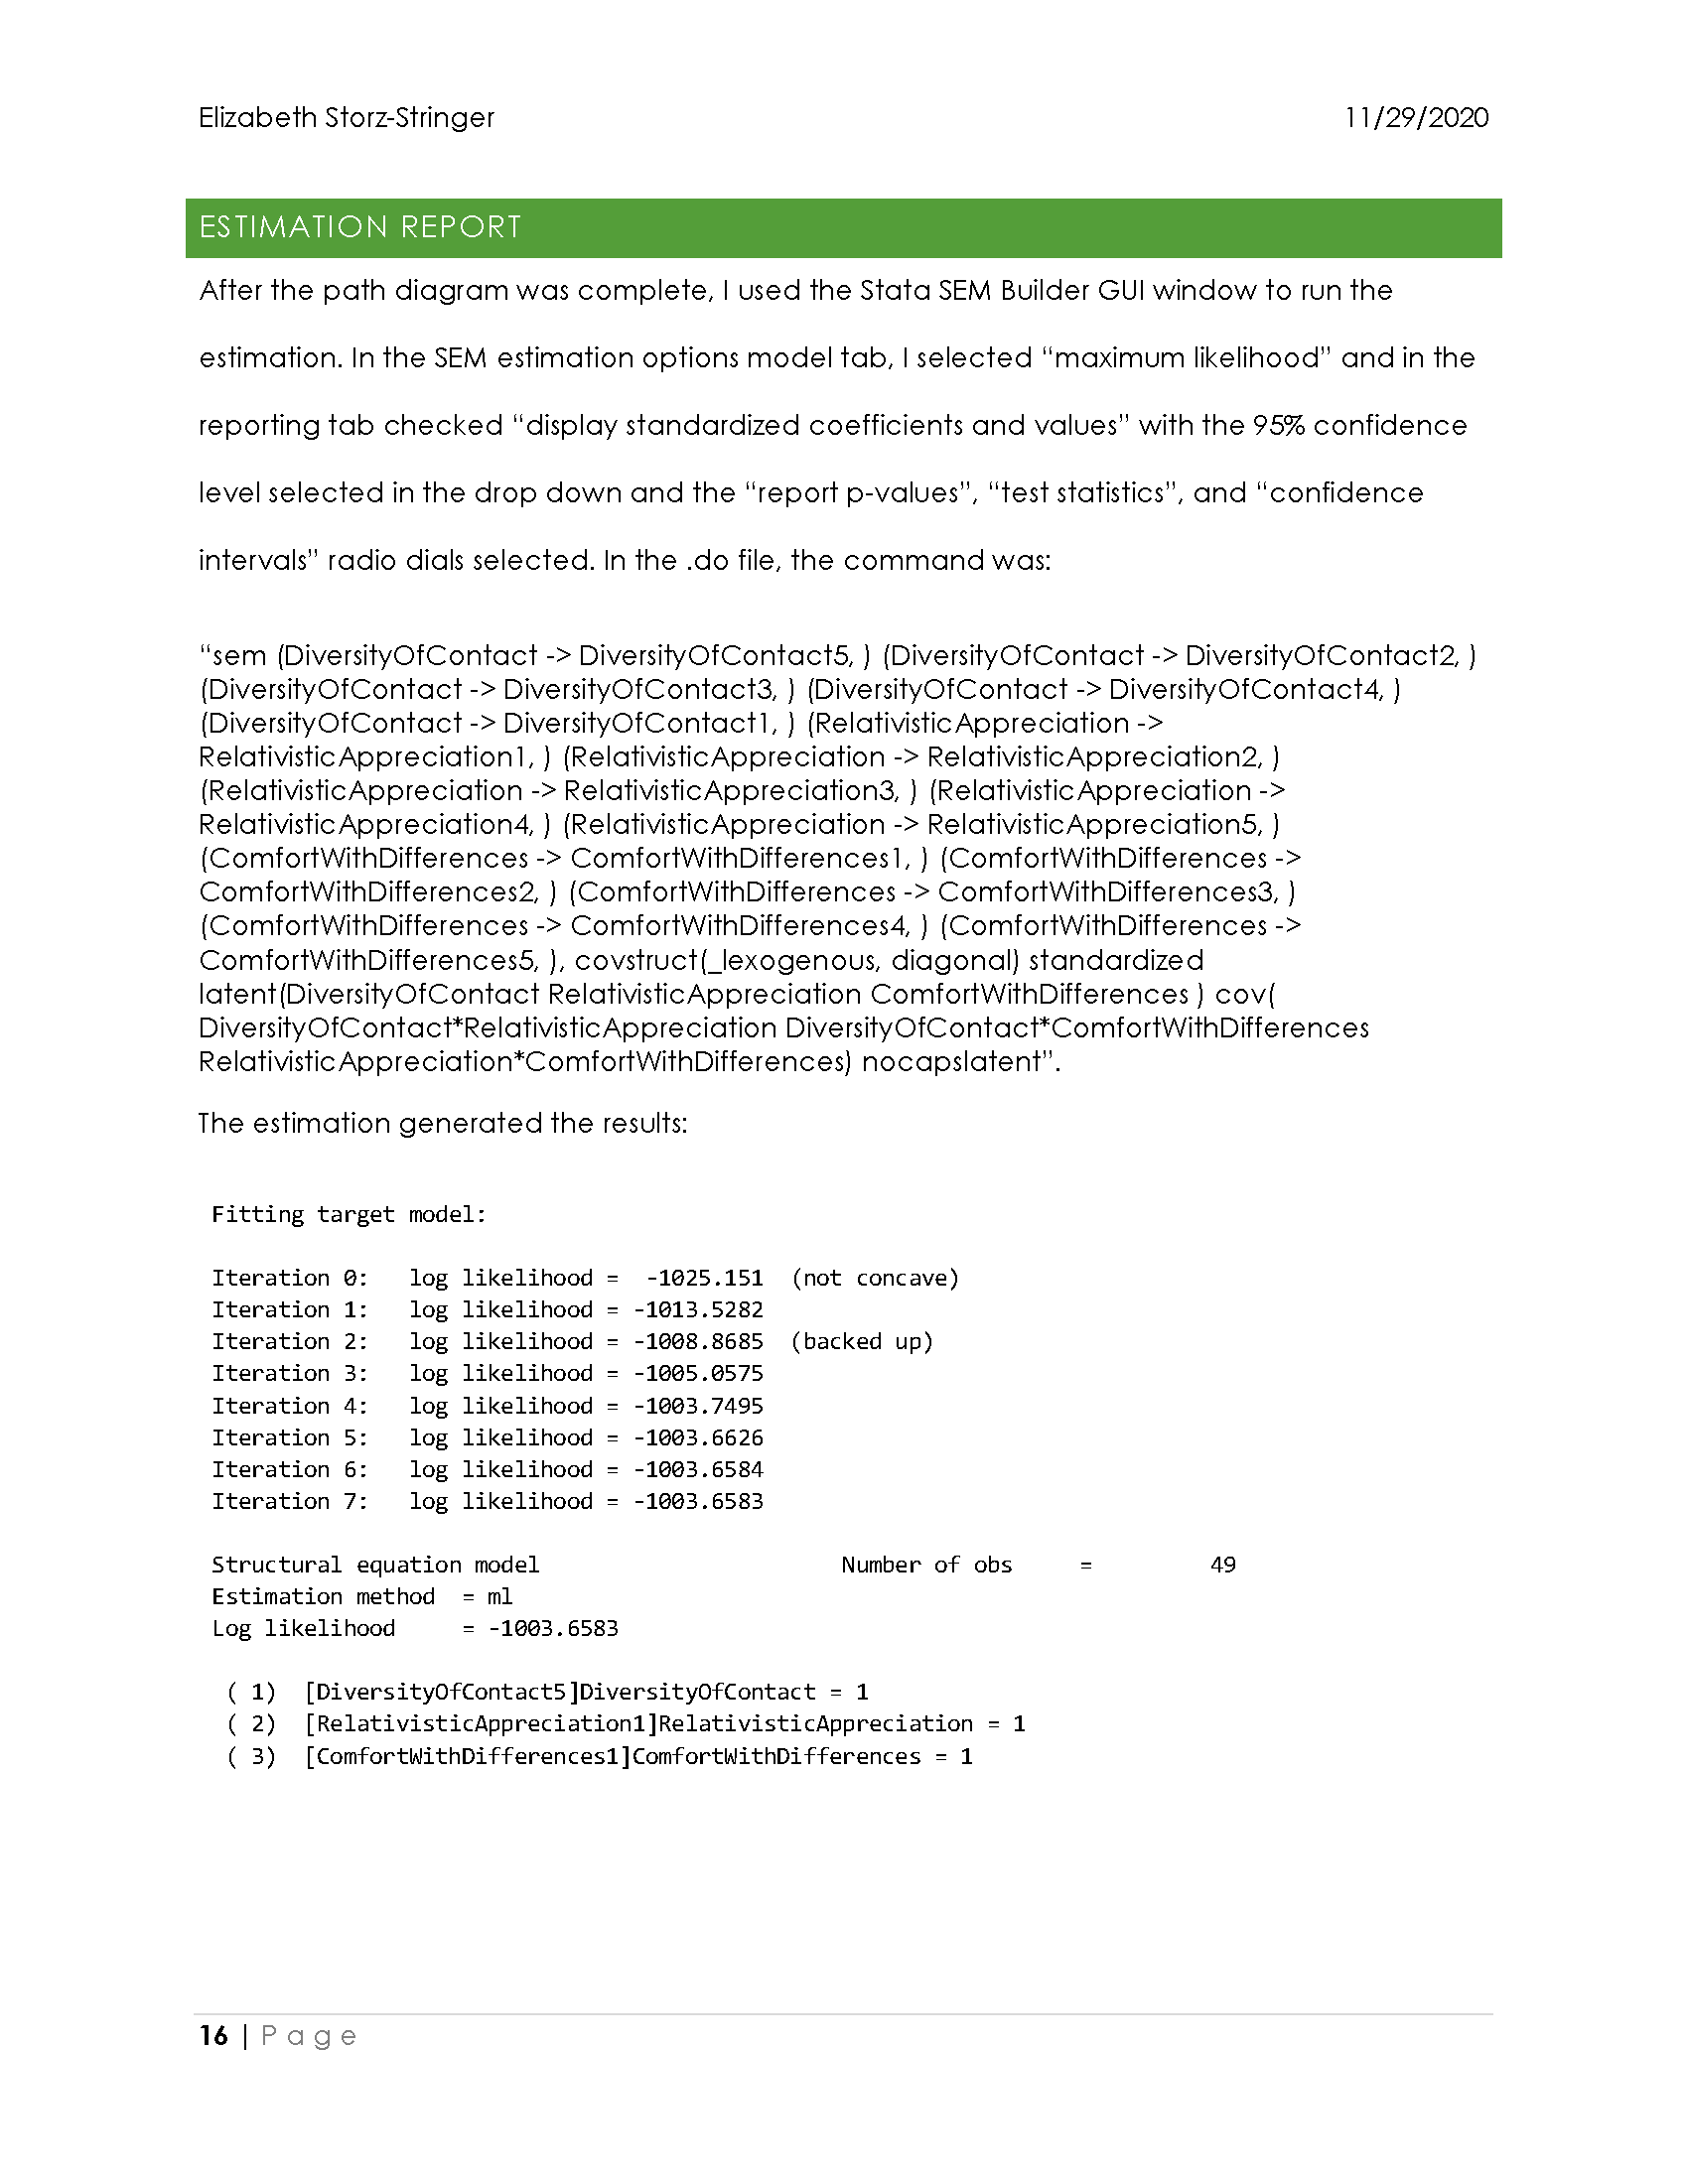 Elizabeth Storz-Stringer 11/29/2020
ESTIMATION REPORT
After the path diagram was complete, I used the Stata SEM Builder GUI window to run the
estimation. In the SEM estimation options model tab, I selected “maximum likelihood” and in the
reporting tab checked “display standardized coefficients and values” with the 95% confidence
level selected in the drop down and the “report p-values”, “test statistics”, and “confidence
intervals” radio dials selected. In the .do file, the command was:
“sem (DiversityOfContact -> DiversityOfContact5, ) (DiversityOfContact -> DiversityOfContact2, )
(DiversityOfContact -> DiversityOfContact3, ) (DiversityOfContact -> DiversityOfContact4, )
(DiversityOfContact -> DiversityOfContact1, ) (RelativisticAppreciation ->
RelativisticAppreciation1, ) (RelativisticAppreciation -> RelativisticAppreciation2, )
(RelativisticAppreciation -> RelativisticAppreciation3, ) (RelativisticAppreciation ->
RelativisticAppreciation4, ) (RelativisticAppreciation -> RelativisticAppreciation5, )
(ComfortWithDifferences -> ComfortWithDifferences1, ) (ComfortWithDifferences ->
ComfortWithDifferences2, ) (ComfortWithDifferences -> ComfortWithDifferences3, )
(ComfortWithDifferences -> ComfortWithDifferences4, ) (ComfortWithDifferences ->
ComfortWithDifferences5, ), covstruct(_lexogenous, diagonal) standardized
latent(DiversityOfContact RelativisticAppreciation ComfortWithDifferences ) cov(
DiversityOfContact*RelativisticAppreciation DiversityOfContact*ComfortWithDifferences
RelativisticAppreciation*ComfortWithDifferences) nocapslatent”.
The estimation generated the results:
Fitting target model:
Iteration 0:   log likelihood =  -1025.151  (not concave)
Iteration 1:   log likelihood = -1013.5282
Iteration 2:   log likelihood = -1008.8685  (backed up)
Iteration 3:   log likelihood = -1005.0575
Iteration 4:   log likelihood = -1003.7495
Iteration 5:   log likelihood = -1003.6626
Iteration 6:   log likelihood = -1003.6584
Iteration 7:   log likelihood = -1003.6583
Structural equation model                       Number of obs     =         49
Estimation method  = ml
Log likelihood     = -1003.6583
( 1)  [DiversityOfContact5]DiversityOfContact = 1
( 2)  [RelativisticAppreciation1]RelativisticAppreciation = 1
( 3)  [ComfortWithDifferences1]ComfortWithDifferences = 1
16 | Page